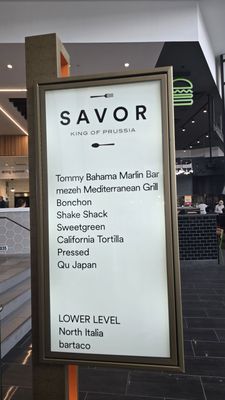 SAVOR
KING OF PRUSSIA
Tommy Bahama Marlin Bar
mezeh Mediterranean Grill
Bonchon
Shake Shack
Sweetgreen
California Tortilla
Pressed
Qu Japan
LOWER LEVEL
North Italia
bartaco